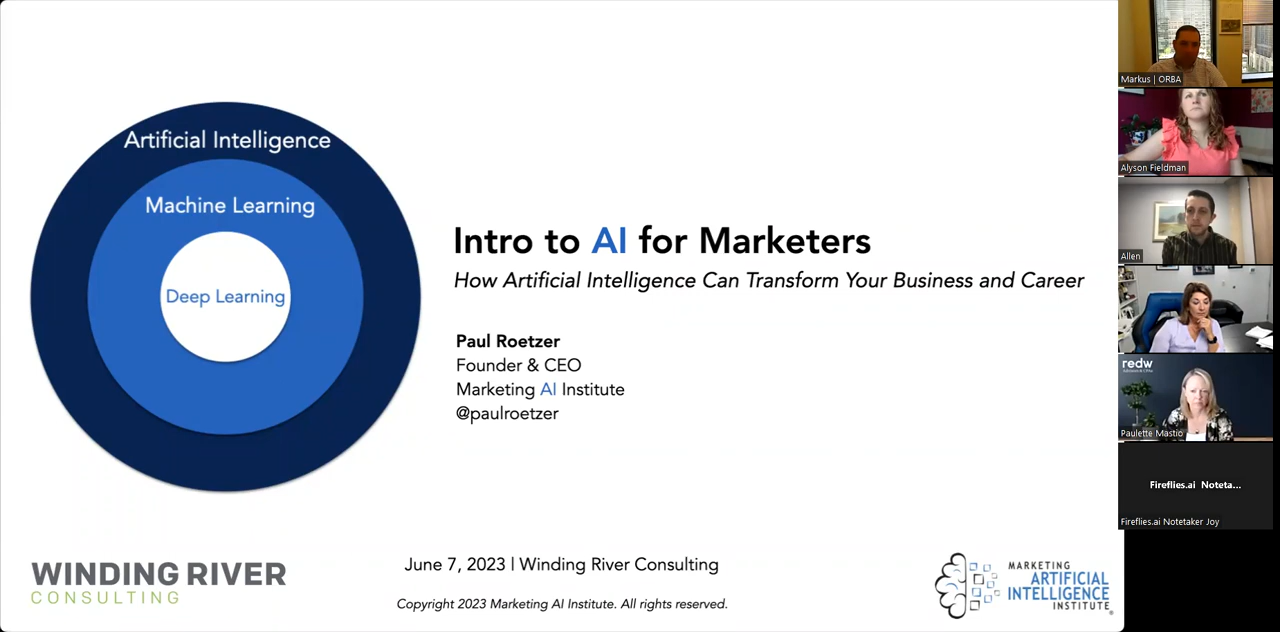 Artificial Intelligence
Machine Learning
Deep Learning
Intro to AI for Marketers
How Artificial Intelligence Can Transform Your Business and Career
Paul Roetzer
Founder & CEO
Marketing AI Institute
@paulroetzer
WINDING RIVER
CONSULTING
June 7, 2023 | Winding River Consulting
Copyright 2023 Marketing AI Institute. All rights reserved.
MARKETING
ARTIFICIAL
INTELLIGENCE
INSTITUTE
Markus | ORBA
Alyson Fieldman
Allen
redw
Paulette Mastio
Fireflies.ai Noteta...
Fireflies.ai Notetaker Joy